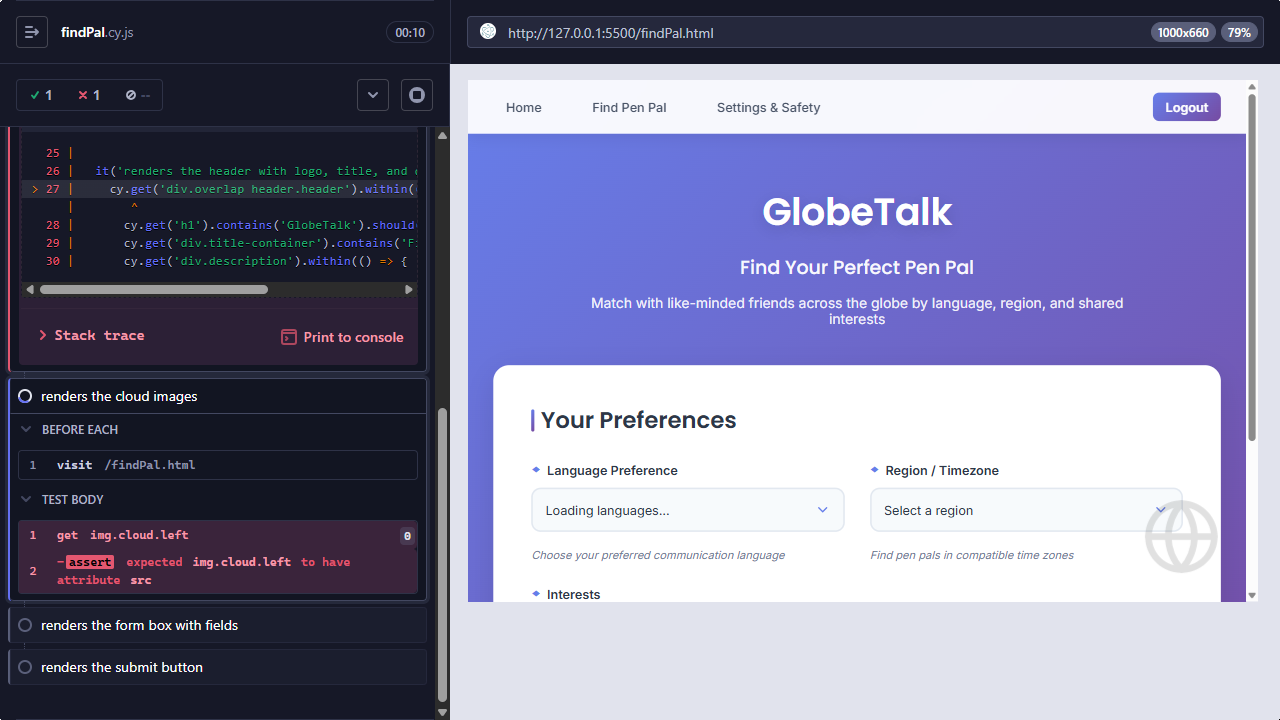 findPal.cy.js
00:10
1
1
--
25 |
26 | it('renders the header with logo, title, and
> 27 | cy.get('div.overlap header.header').within(
| ^
28 | cy.get('h1').contains('GlobeTalk').should
29 | cy.get('div.title-container').contains('Fi
30 | cy.get('div.description').within(() => {
Stack trace
Print to console
renders the cloud images
BEFORE EACH
1 visit /findPal.html
TEST BODY
1 get img.cloud.left 0
2 -assert expected img.cloud.left to have
attribute src
renders the form box with fields
renders the submit button
http://127.0.0.1:5500/findPal.html
1000x660
79%
Home
Find Pen Pal
Settings & Safety
Logout
GlobeTalk
Find Your Perfect Pen Pal
Match with like-minded friends across the globe by language, region, and shared
interests
Your Preferences
Language Preference
Loading languages...
Choose your preferred communication language
Region / Timezone
Select a region
Find pen pals in compatible time zones
Interests